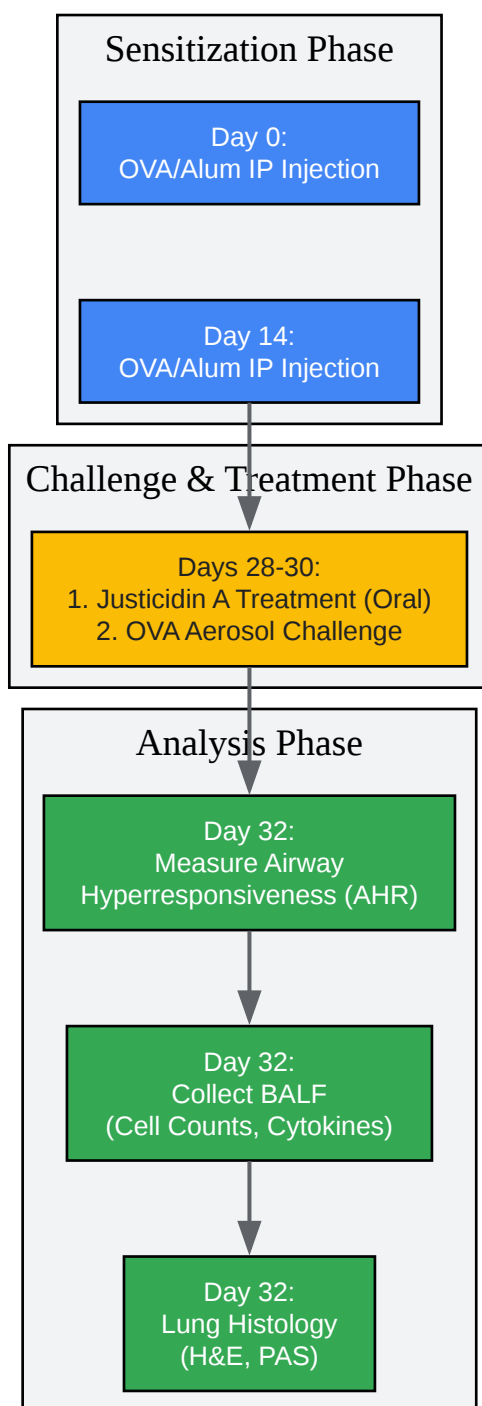 Sensitization Phase
Day 0:
OVA/Alum IP Injection
Day 14:
OVA/Alum IP Injection
Challenge & Treatment Phase
Days 28-30:
1. Justicidin A Treatment (Oral)
2. OVA Aerosol Challenge
Analysis Phase
Day 32:
Measure Airway
Hyperresponsiveness (AHR)
Day 32:
Collect BALF
(Cell Counts, Cytokines)
Day 32:
Lung Histology
(H&E, PAS)